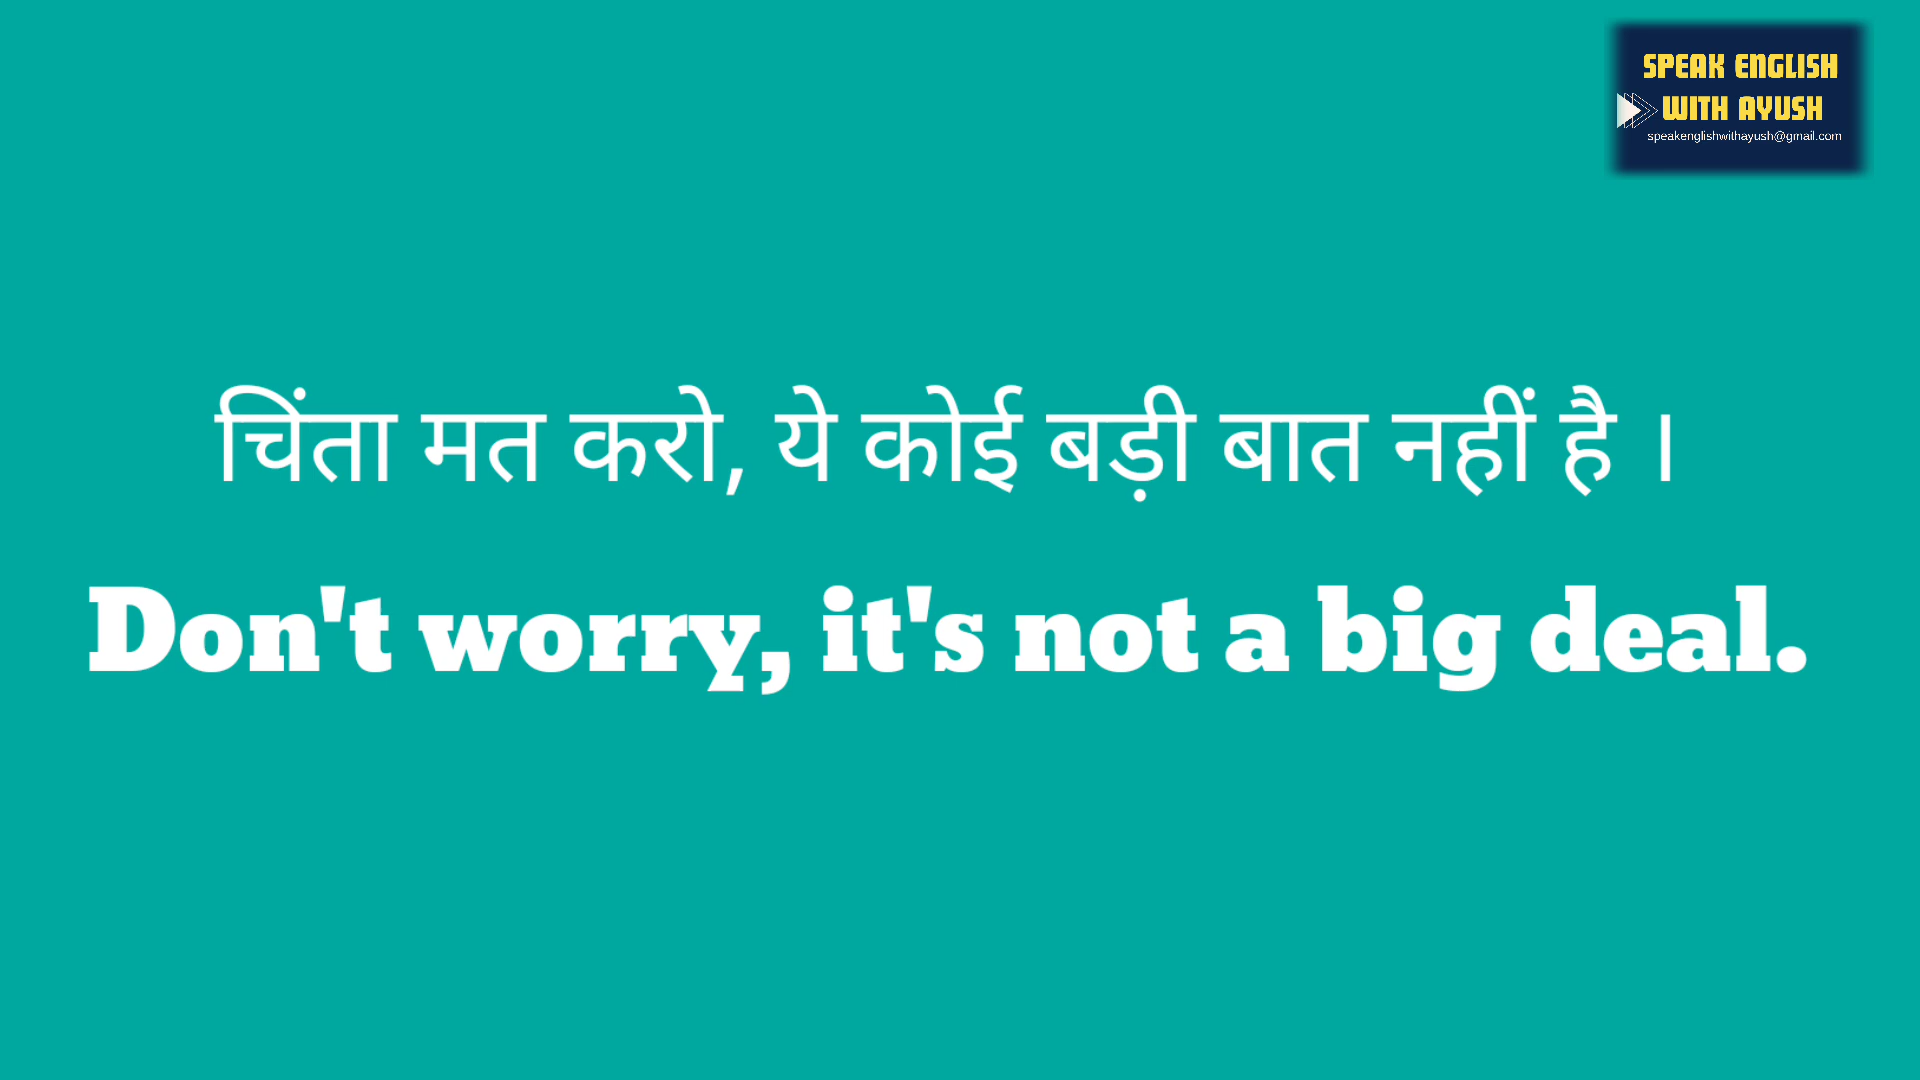 SPEAK ENGLISH
WITH AYUSH
speakenglishwithayush@gmail.com
चिंता मत करो, ये कोई बड़ी बात नहीं है ।
Don't worry, it's not a big deal.